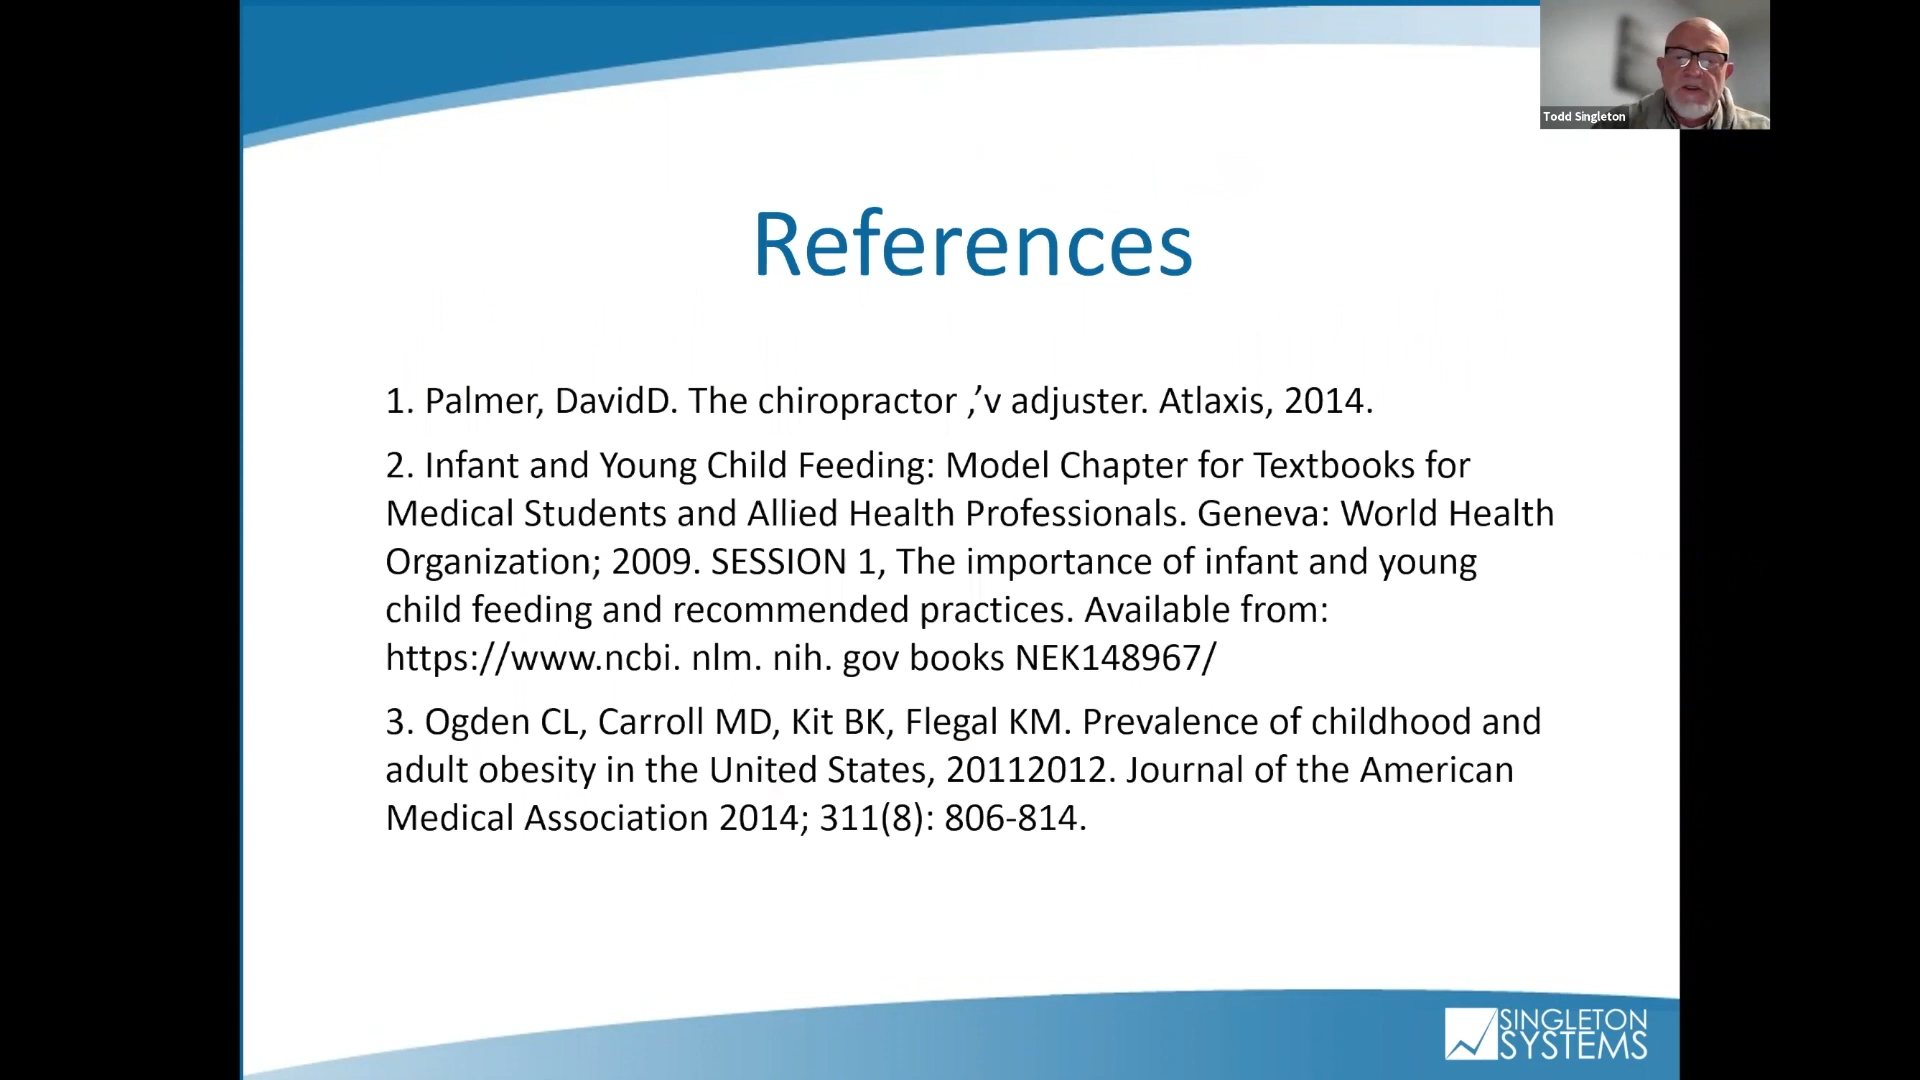 Todd Singleton
References
1. Palmer, DavidD. The chiropractor ,’v adjuster. Atlaxis, 2014.
2. Infant and Young Child Feeding: Model Chapter for Textbooks for
Medical Students and Allied Health Professionals. Geneva: World Health
Organization; 2009. SESSION 1, The importance of infant and young
child feeding and recommended practices. Available from:
https://www.ncbi. nlm. nih. gov books NEK148967/
3. Ogden CL, Carroll MD, Kit BK, Flegal KM. Prevalence of childhood and
adult obesity in the United States, 20112012. Journal of the American
Medical Association 2014; 311(8): 806-814.
SINGLETON
SYSTEMS